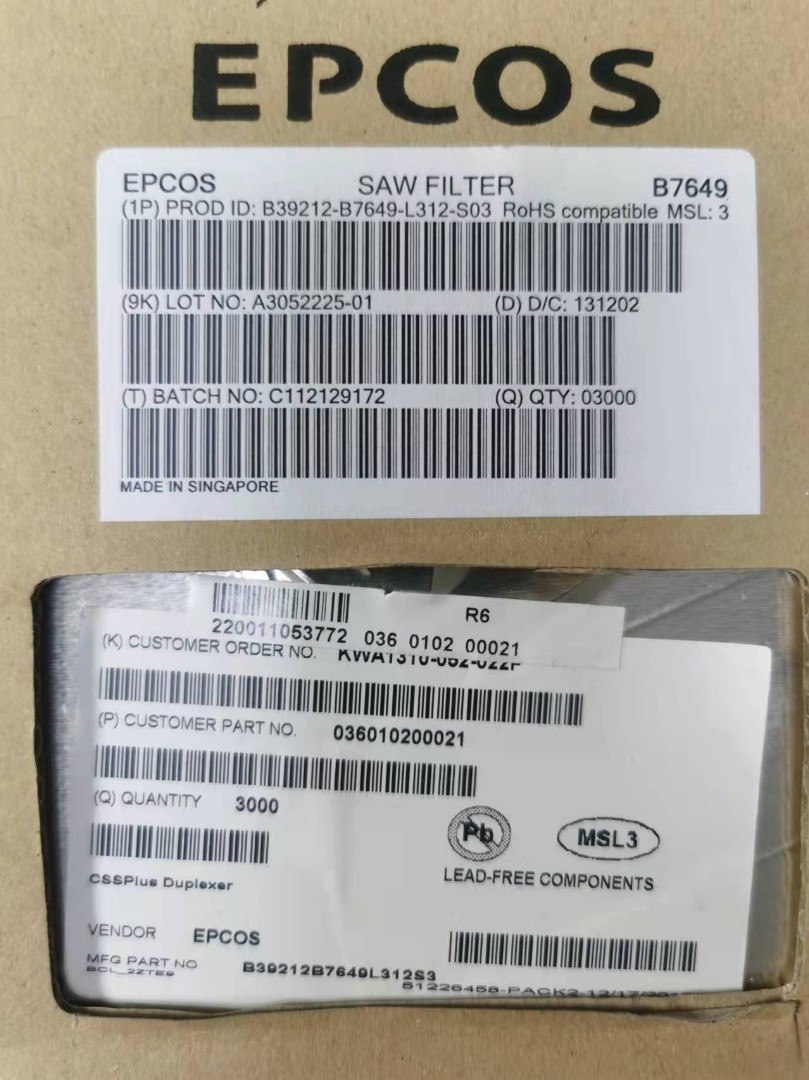 EPCOS
EPCOS SAW FILTER B7649
(1P) PROD ID: B39212-B7649-L312-S03 RoHS compatible MSL: 3
(9K) LOT NO: A3052225-01 (D) D/C: 131202
(T) BATCH NO: C112129172 (Q) QTY: 03000
MADE IN SINGAPORE
R6
220011053772 036 0102 00021
(K) CUSTOMER ORDER NO.
(P) CUSTOMER PART NO. 036010200021
(Q) QUANTITY 3000
Pb
MSL3
CSSPlus Duplexer
LEAD-FREE COMPONENTS
VENDOR EPCOS
MFG PART NO B39212B7649L312S3